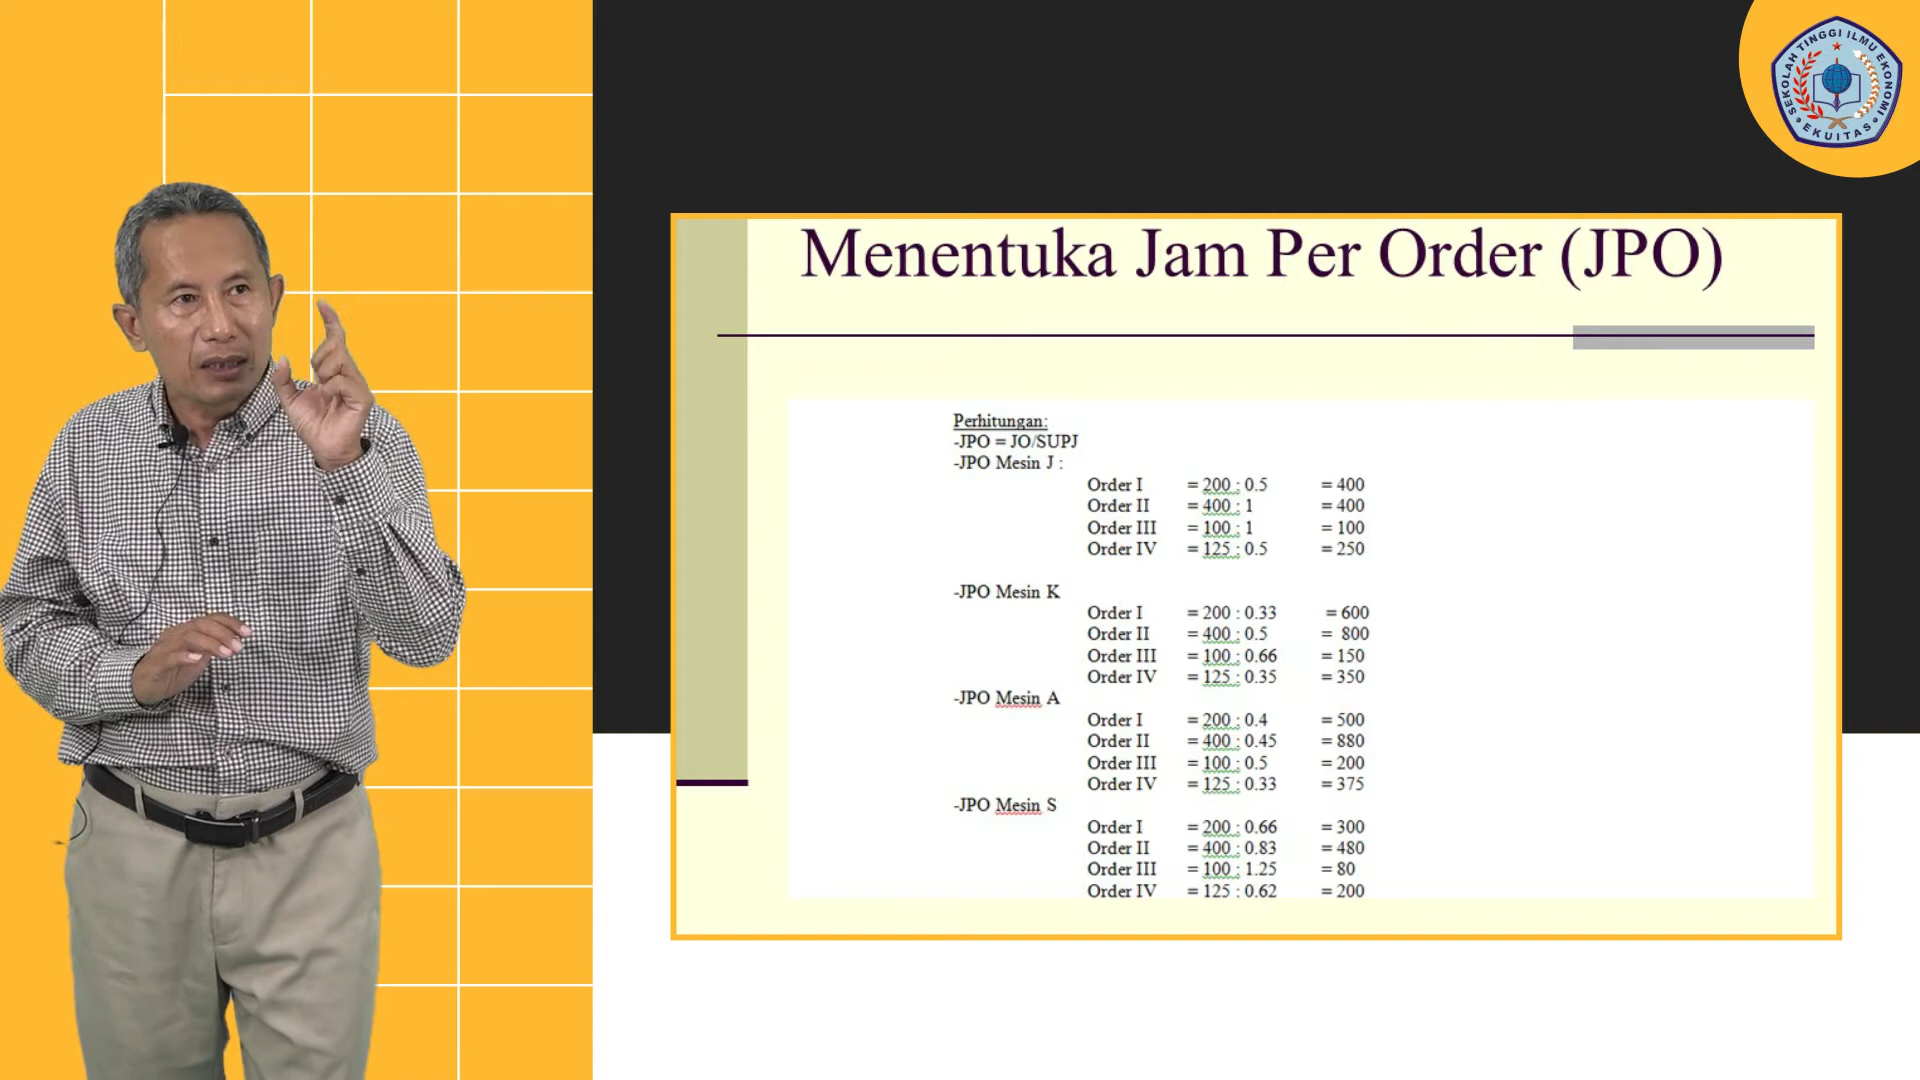 SEKOLAH TINGGI ILMU EKONOMI
EKUITAS
Menentuka Jam Per Order (JPO)
Perhitungan:
-JPO = JO/SUPJ
-JPO Mesin J :
Order I = 200 : 0.5 = 400
Order II = 400 : 1 = 400
Order III = 100 : 1 = 100
Order IV = 125 : 0.5 = 250
-JPO Mesin K
Order I = 200 : 0.33 = 600
Order II = 400 : 0.5 = 800
Order III = 100 : 0.66 = 150
Order IV = 125 : 0.35 = 350
-JPO Mesin A
Order I = 200 : 0.4 = 500
Order II = 400 : 0.45 = 880
Order III = 100 : 0.5 = 200
Order IV = 125 : 0.33 = 375
-JPO Mesin S
Order I = 200 : 0.66 = 300
Order II = 400 : 0.83 = 480
Order III = 100 : 1.25 = 80
Order IV = 125 : 0.62 = 200